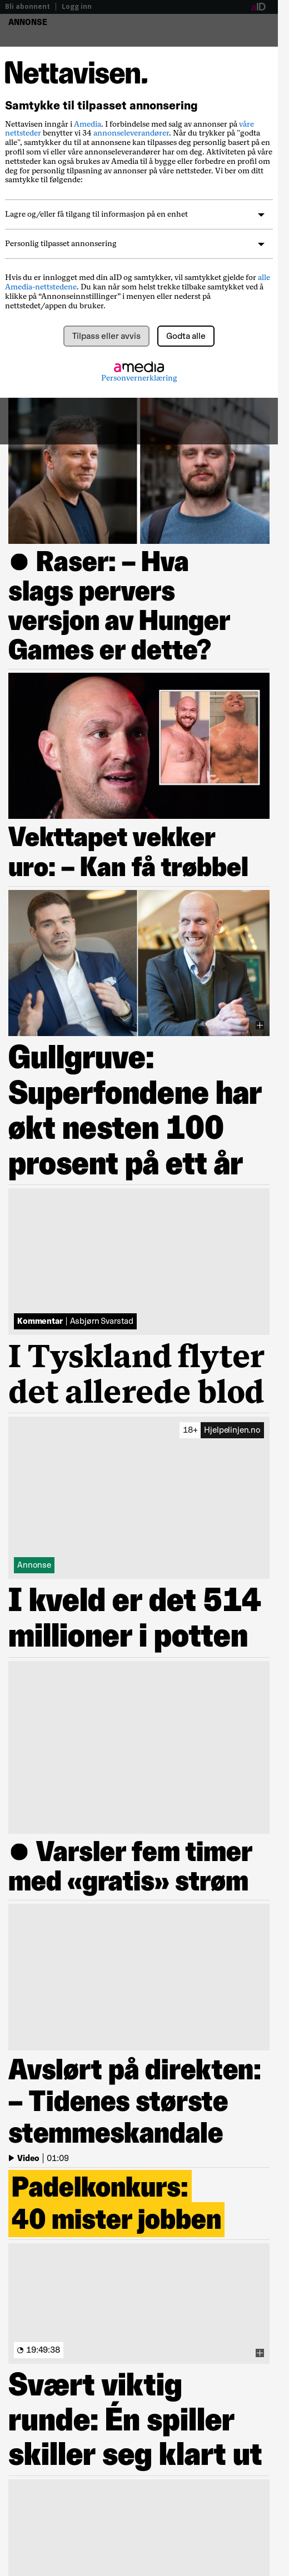 Bli abonnent | Logg inn
aID
ANNONSE
Nettavisen.
Samtykke til tilpasset annonsering
Nettavisen inngår i Amedia. I forbindelse med salg av annonser på våre
nettsteder benytter vi 34 annonseleverandører. Når du trykker på "godta
alle", samtykker du til at annonsene kan tilpasses deg personlig basert på en
profil som vi eller våre annonseleverandører har om deg. Aktiviteten på våre
nettsteder kan også brukes av Amedia til å bygge eller forbedre en profil om
deg for personlig tilpasning av annonser på våre nettsteder. Vi ber om ditt
samtykke til følgende:
Lagre og/eller få tilgang til informasjon på en enhet
Personlig tilpasset annonsering
Hvis du er innlogget med din aID og samtykker, vil samtykket gjelde for alle
Amedia-nettstedene. Du kan når som helst trekke tilbake samtykket ved å
klikke på “Annonseinnstillinger” i menyen eller nederst på
nettstedet/appen du bruker.
Tilpass eller avvis
Godta alle
amedia
Personvernerklæring
● Raser: – Hva
slags pervers
versjon av Hunger
Games er dette?
Vekttapet vekker
uro: – Kan få trøbbel
Gullgruve:
Superfondene har
økt nesten 100
prosent på ett år
Kommentar | Asbjørn Svarstad
I Tyskland flyter
det allerede blod
18+ Hjelpelinjen.no
Annonse
I kveld er det 514
millioner i potten
● Varsler fem timer
med «gratis» strøm
Avslørt på direkten:
– Tidenes største
stemmeskandale
Video | 01:09
Padelkonkurs:
40 mister jobben
19:49:38
Svært viktig
runde: Én spiller
skiller seg klart ut